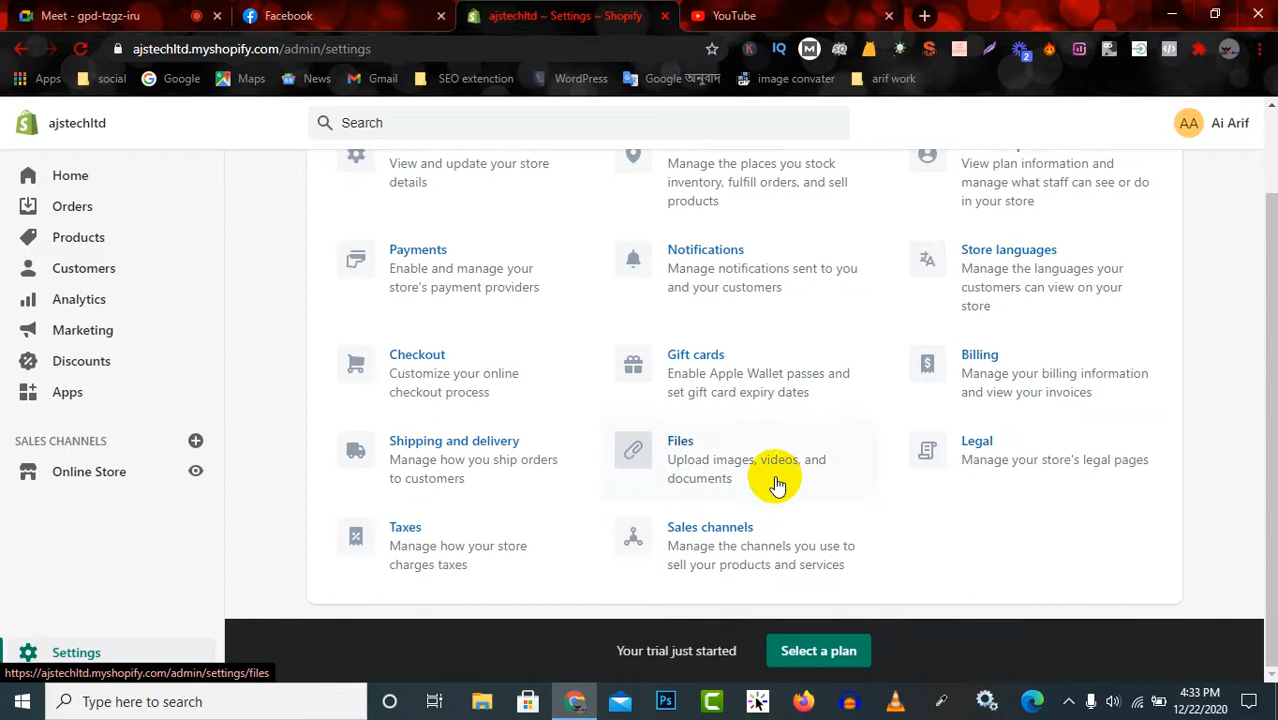 Meet - gpd-tzgz-iru
Facebook
ajstechltd ~ Settings ~ Shopify
YouTube
ajstechltd.myshopify.com/admin/settings
Apps
social
Google
Maps
News
Gmail
SEO extenction
WordPress
Google অনুবাদ
image convater
arif work
ajstechltd
Search
AA
Ai Arif
Home
Orders
Products
Customers
Analytics
Marketing
Discounts
Apps
SALES CHANNELS
Online Store
Settings
View and update your store
details
Manage the places you stock
inventory, fulfill orders, and sell
products
View plan information and
manage what staff can see or do
in your store
Payments
Enable and manage your
store's payment providers
Notifications
Manage notifications sent to you
and your customers
Store languages
Manage the languages your
customers can view on your
store
Checkout
Customize your online
checkout process
Gift cards
Enable Apple Wallet passes and
set gift card expiry dates
Billing
Manage your billing information
and view your invoices
Shipping and delivery
Manage how you ship orders
to customers
Files
Upload images, videos, and
documents
Legal
Manage your store's legal pages
Taxes
Manage how your store
charges taxes
Sales channels
Manage the channels you use to
sell your products and services
Your trial just started
Select a plan
https://ajstechltd.myshopify.com/admin/settings/files
Type here to search
4:33 PM
12/22/2020